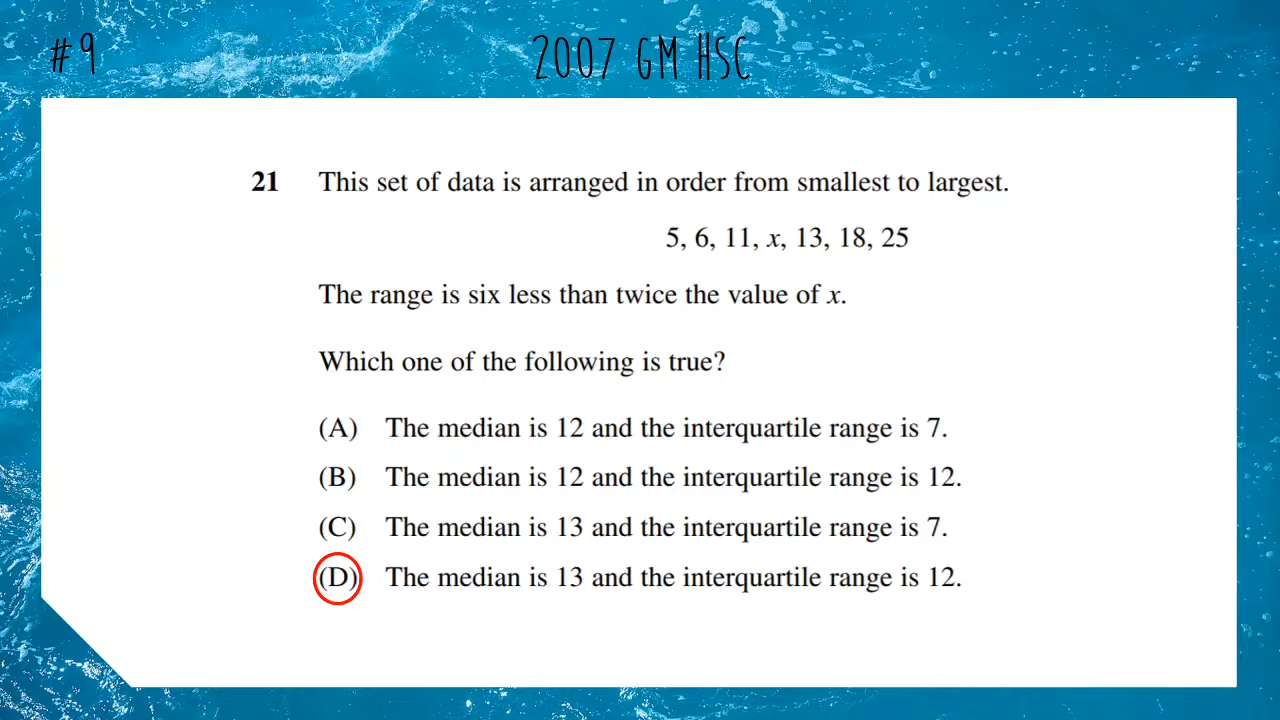 #9
2007 GM HSC
21 This set of data is arranged in order from smallest to largest.
5, 6, 11, x, 13, 18, 25
The range is six less than twice the value of x.
Which one of the following is true?
(A) The median is 12 and the interquartile range is 7.
(B) The median is 12 and the interquartile range is 12.
(C) The median is 13 and the interquartile range is 7.
(D) The median is 13 and the interquartile range is 12.